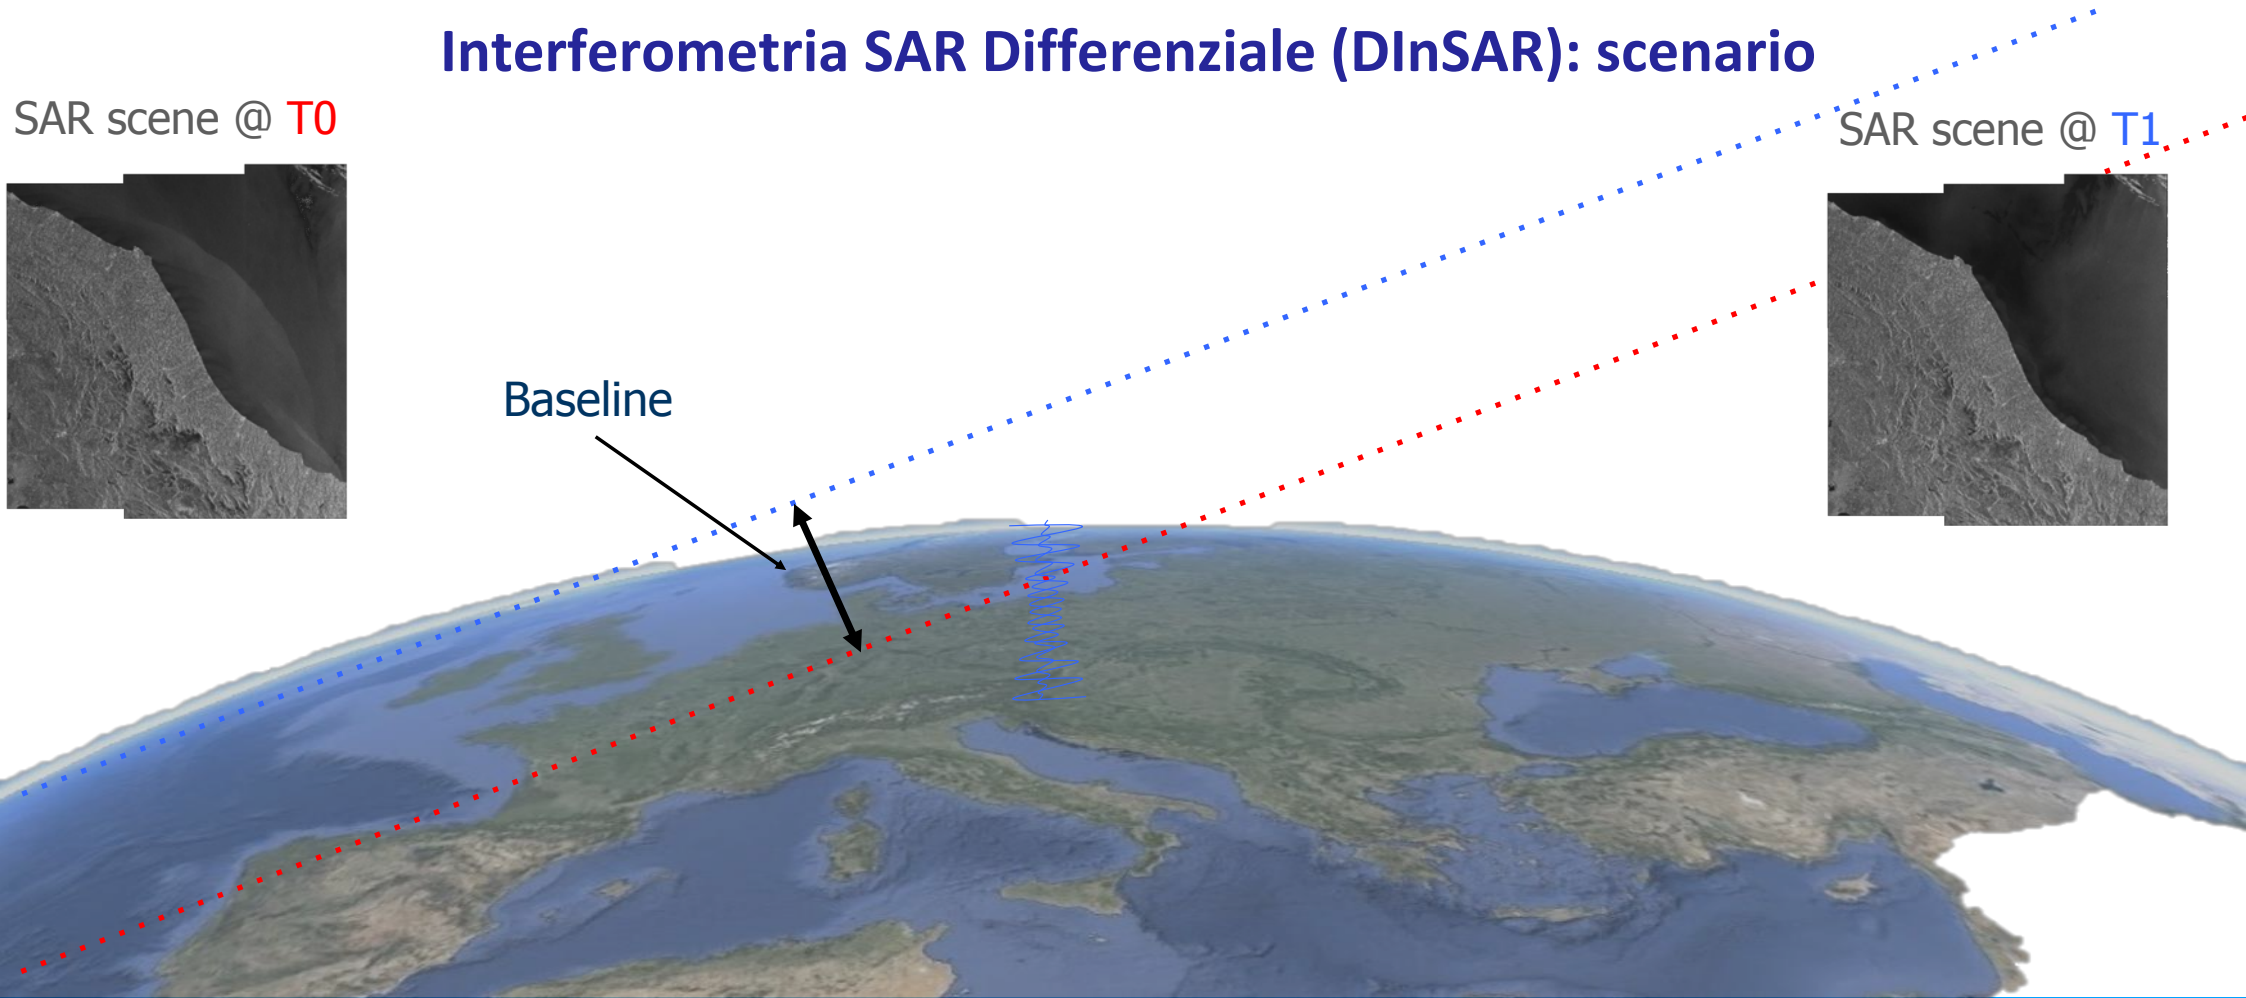 Interferometria SAR Differenziale (DInSAR): scenario
SAR scene @ T0
SAR scene @ T1
Baseline